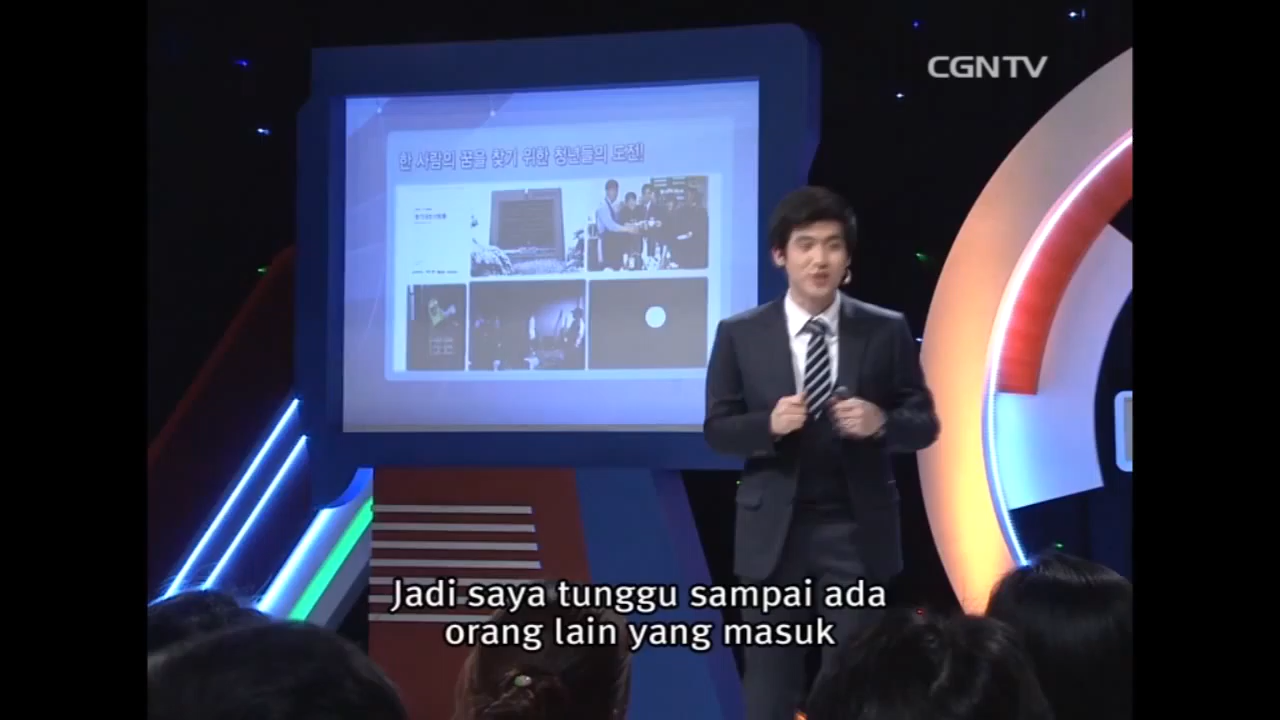 CGNTV
한 사람의 꿈을 찾기 위한 청년들의 도전!
Jadi saya tunggu sampai ada
orang lain yang masuk